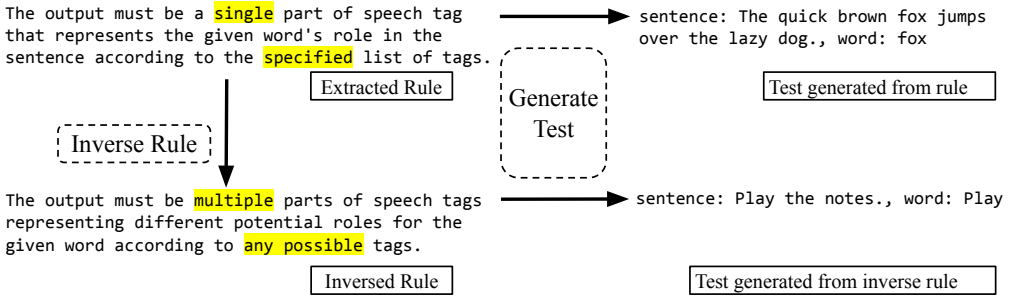 The output must be a single part of speech tag
that represents the given word's role in the
sentence according to the specified list of tags.
Extracted Rule
sentence: The quick brown fox jumps
over the lazy dog., word: fox
Test generated from rule
Generate
Test
Inverse Rule
The output must be multiple parts of speech tags
representing different potential roles for the
given word according to any possible tags.
Inversed Rule
sentence: Play the notes., word: Play
Test generated from inverse rule